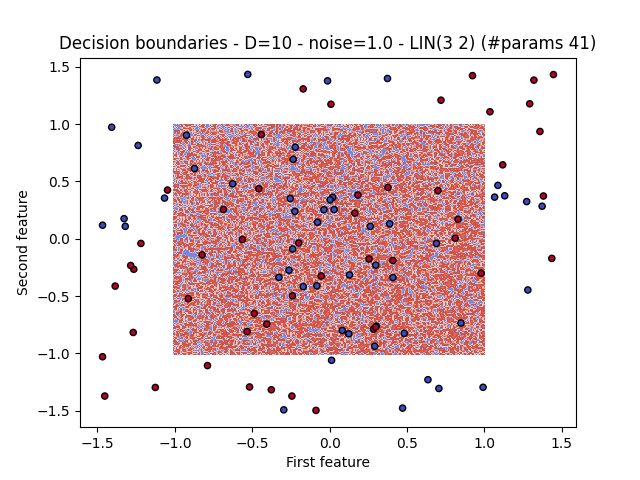 Decision boundaries - D=10 - noise=1.0 - LIN(3 2) (#params 41)
1.5
1.0
0.5
0.0
−0.5
−1.0
−1.5
Second feature
−1.5 −1.0 −0.5 0.0 0.5 1.0 1.5
First feature